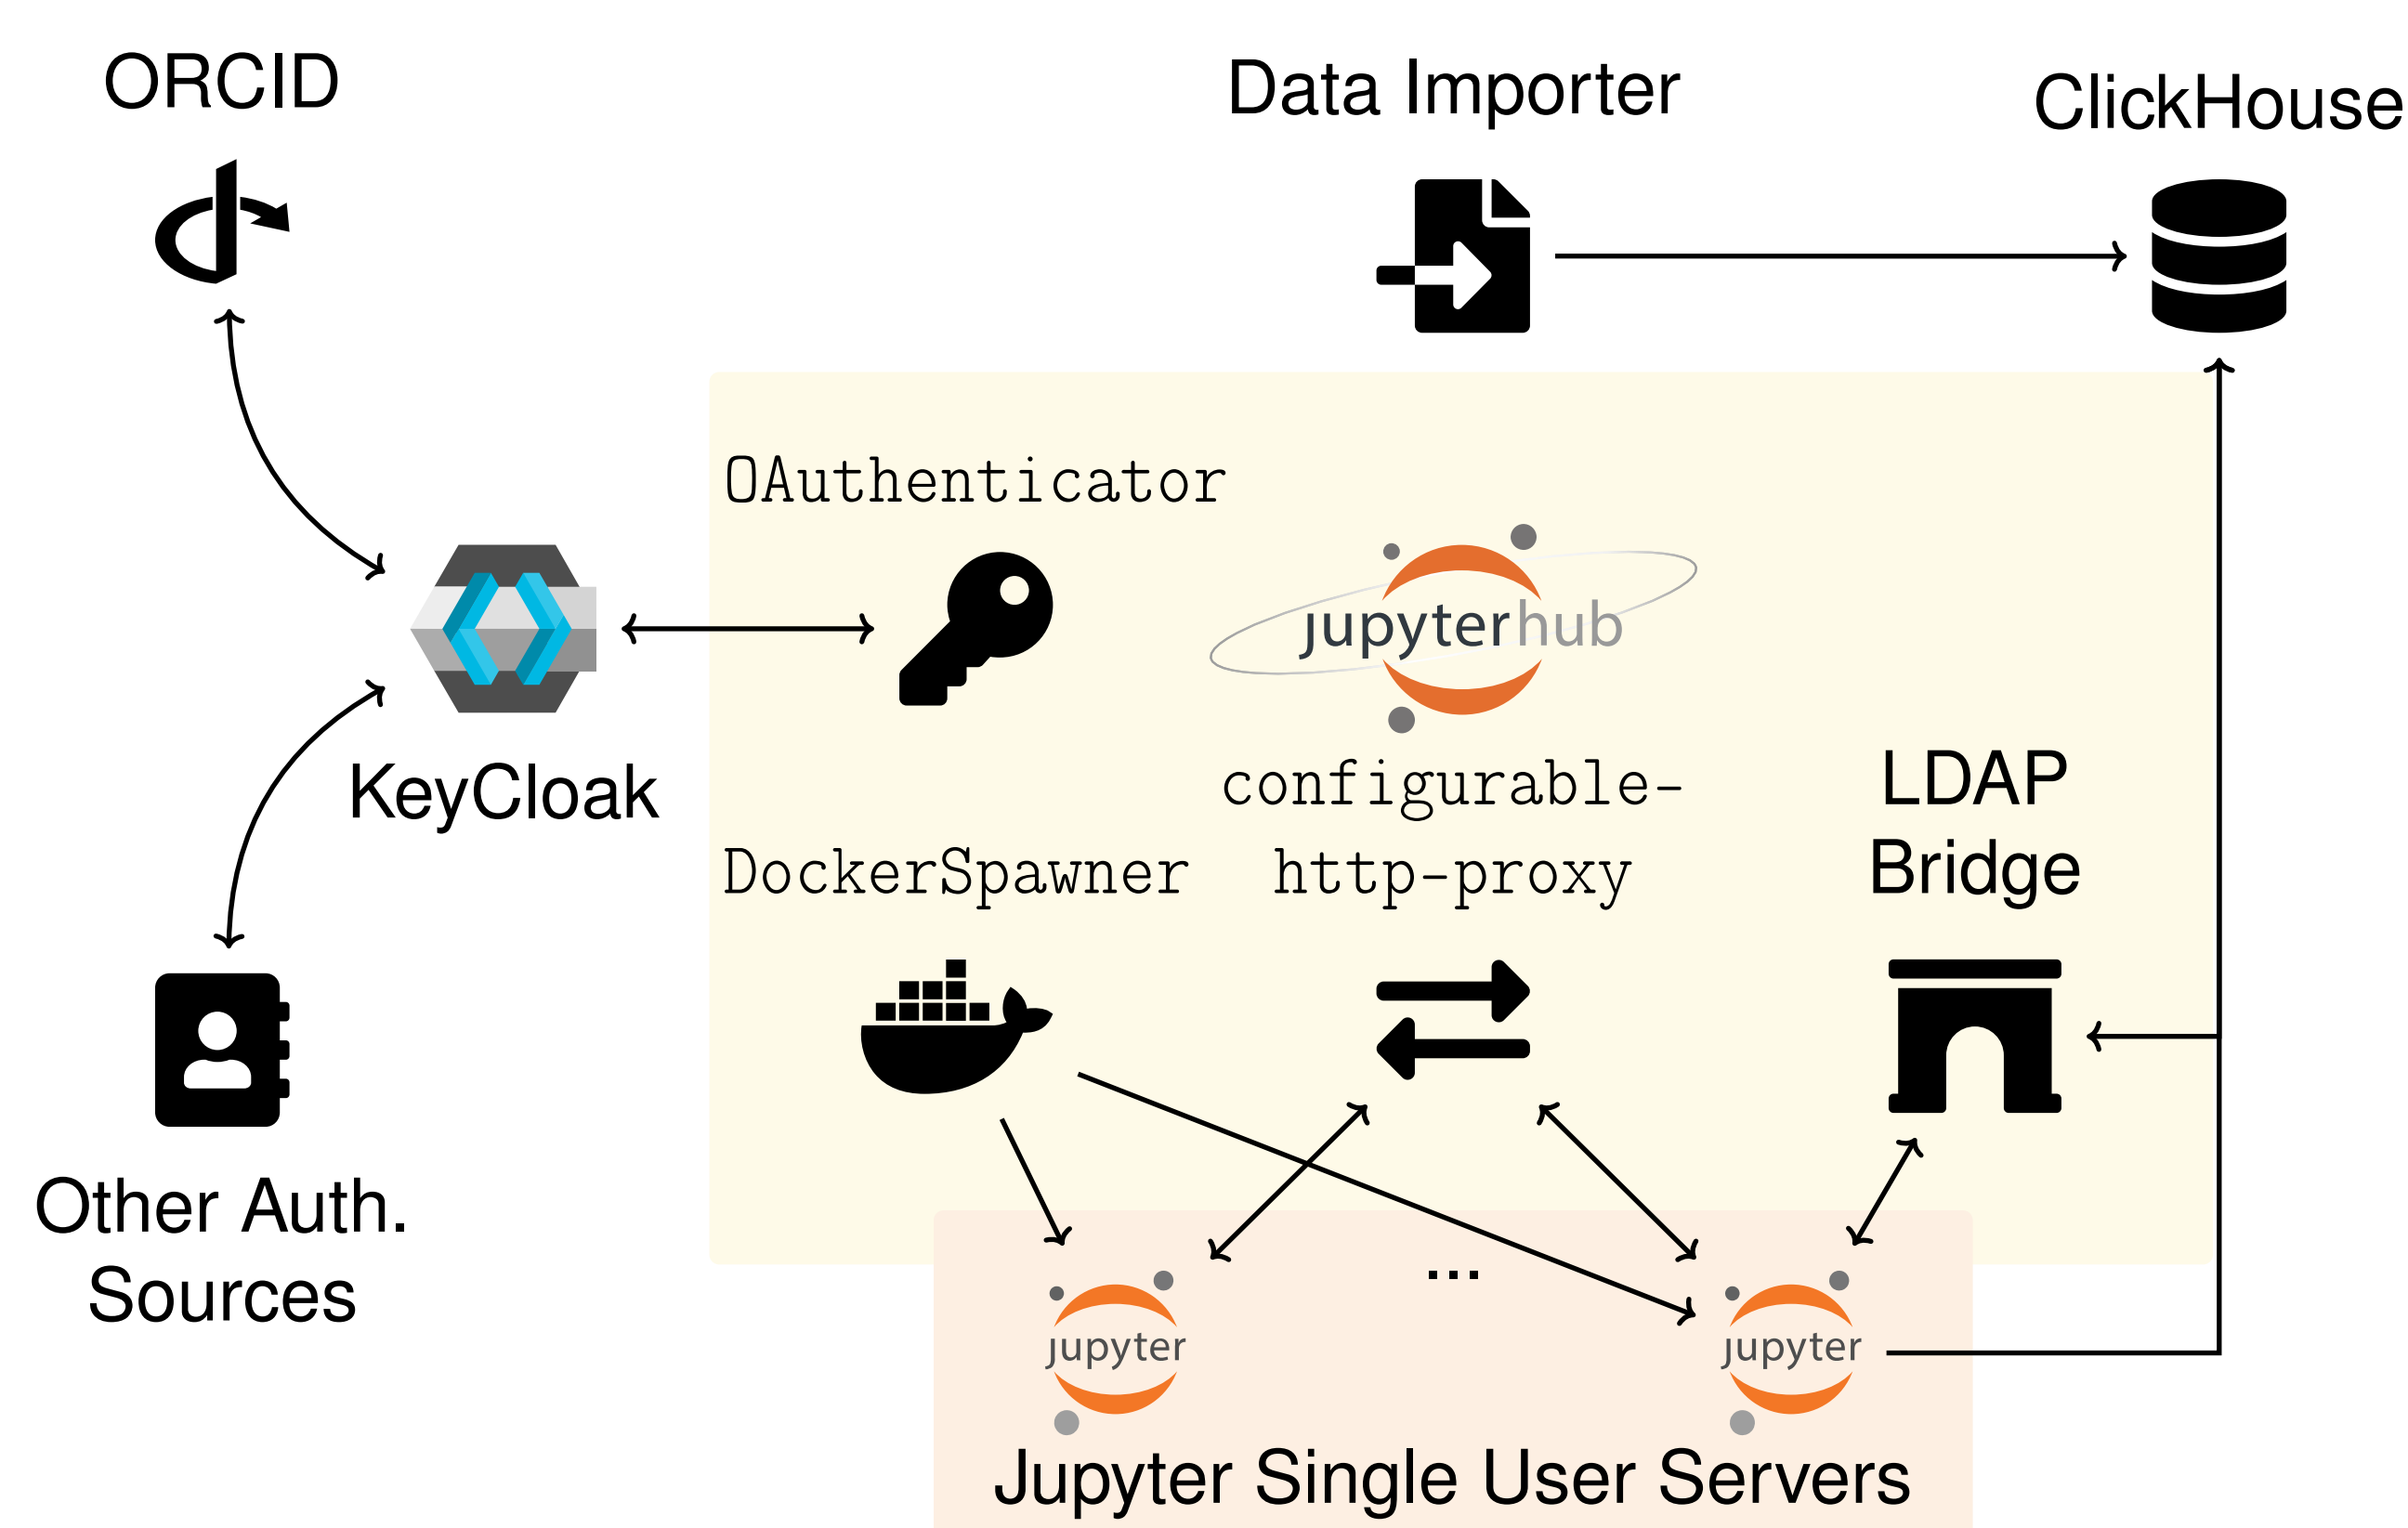 ORCID
Data Importer
ClickHouse
OAuthenticator
jupyterhub
KeyCloak
configurable-
http-proxy
DockerSpawner
LDAP
Bridge
Other Auth.
Sources
...
jupyter
jupyter
Jupyter Single User Servers